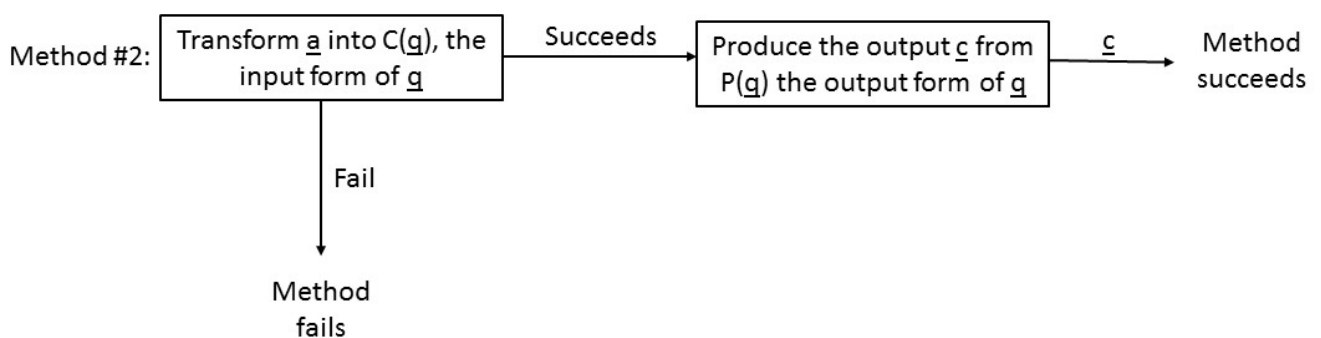 Method #2:
Transform a into C(q), the
input form of q
Succeeds
Produce the output c from
P(q) the output form of q
c
Method
succeeds
Fail
Method
fails